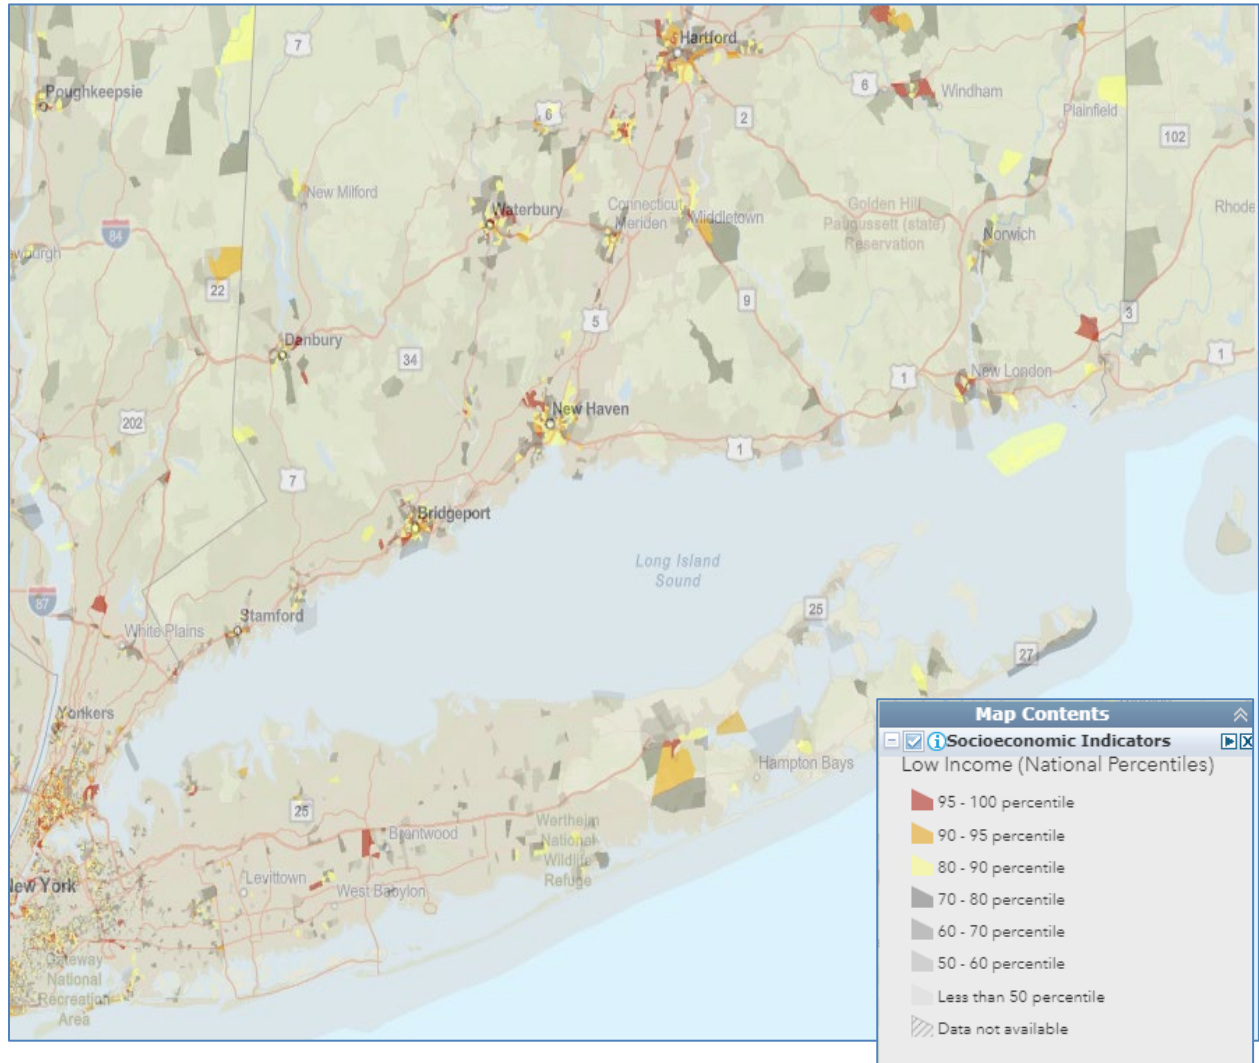 7
Hartford
Poughkeepsie
6
Windham
6
2
Plainfield
102
New Milford
Waterbury
Connecticut
Meriden
Middletown
Golden Hill
Paugussett (state)
Reservation
Rhode
84
Norwich
wburgh
22
9
5
3
Danbury
34
1
New London
1
202
New Haven
1
7
Bridgeport
Long Island
Sound
87
Stamford
25
White Plains
27
Yonkers
Map Contents
Socioeconomic Indicators
Low Income (National Percentiles)
95 - 100 percentile
90 - 95 percentile
80 - 90 percentile
70 - 80 percentile
60 - 70 percentile
50 - 60 percentile
Less than 50 percentile
Data not available
Hampton Bays
25
Brentwood
Wertheim
National
Wildlife
Refuge
Levittown
West Babylon
New York
Gateway
National
Recreation
Area